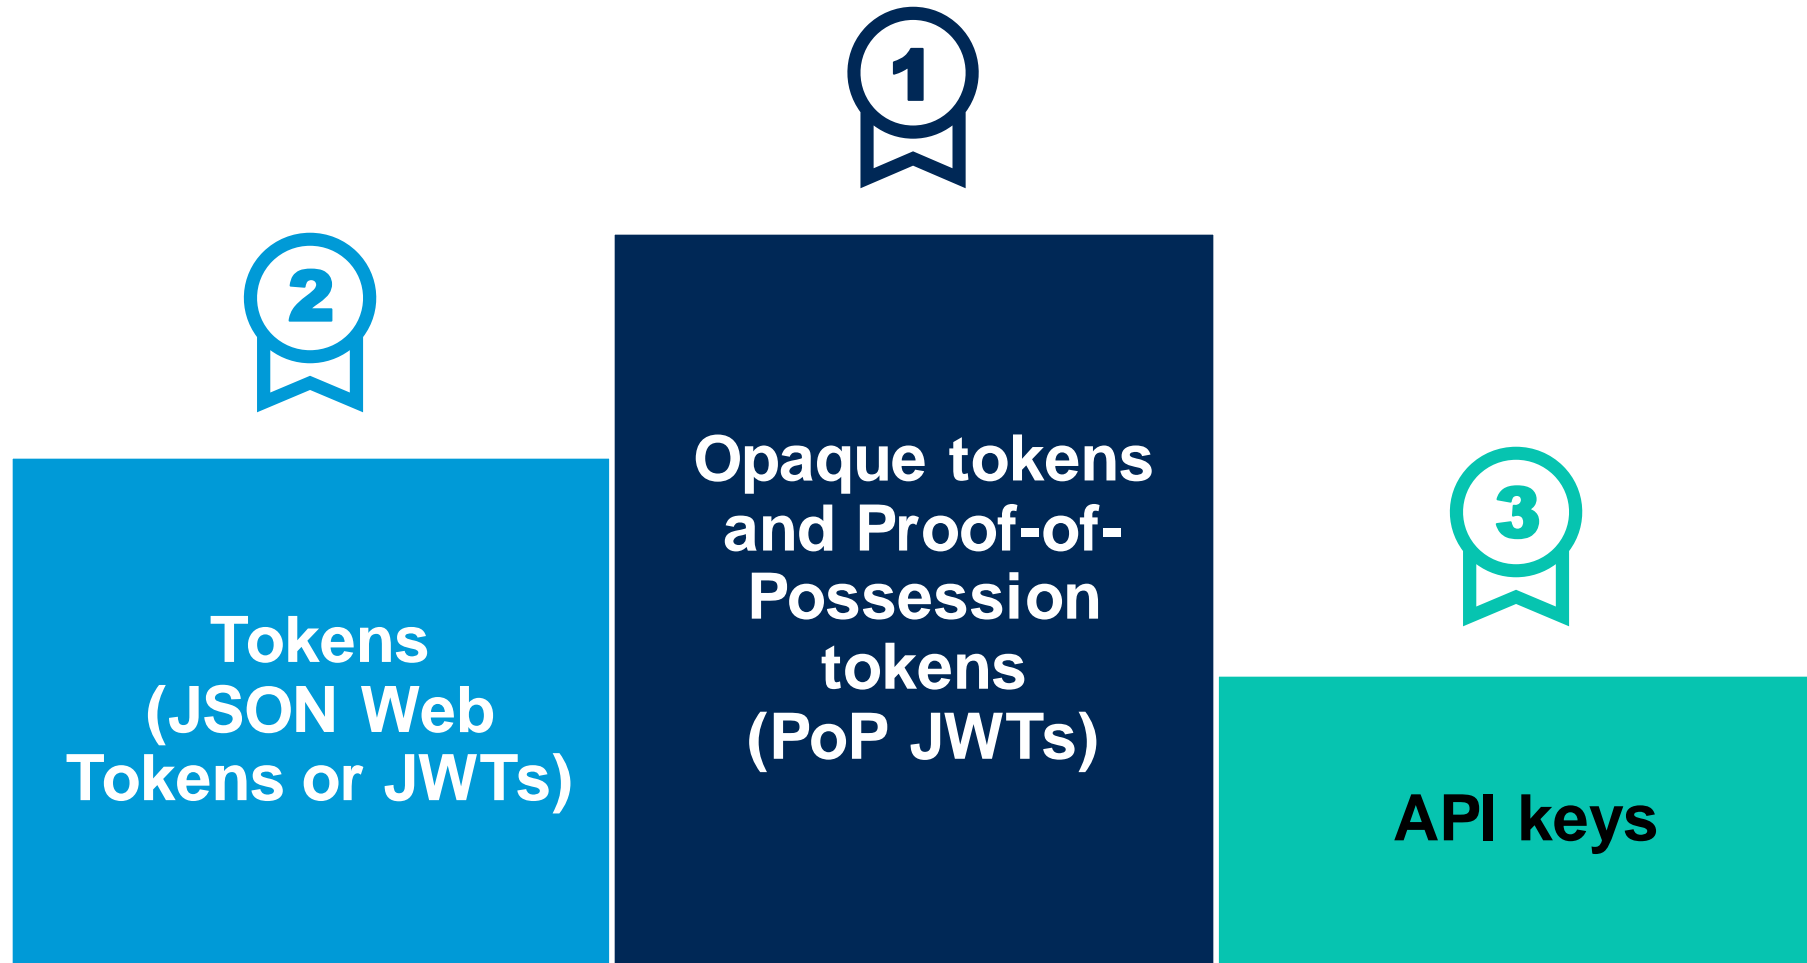 1
2
Opaque tokens
and Proof-of-
Possession
tokens
(PoP JWTs)
3
Tokens
(JSON Web
Tokens or JWTs)
API keys